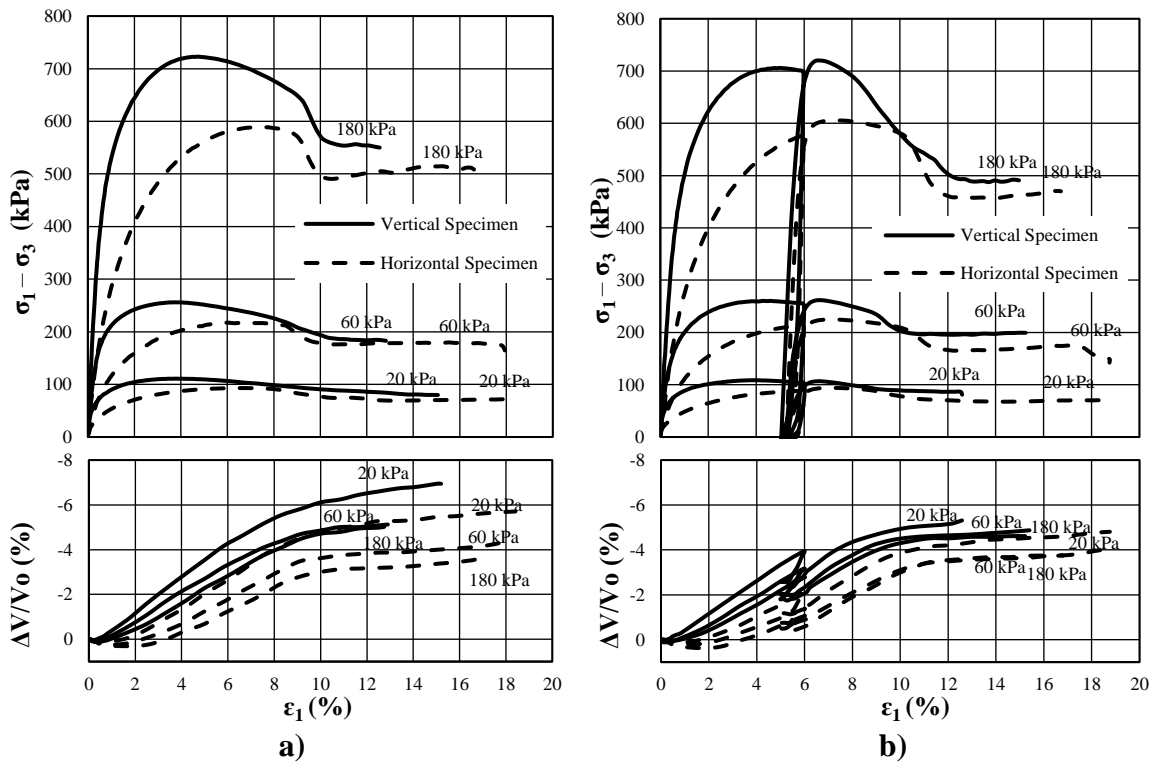 800
700
600
500
400
300
200
100
0
σ₁ – σ₃ (kPa)
180 kPa
180 kPa
Vertical Specimen
Horizontal Specimen
60 kPa
60 kPa
20 kPa
20 kPa
-8
-6
-4
-2
0
ΔV/Vo (%)
20 kPa
20 kPa
60 kPa
60 kPa
180 kPa
180 kPa
0 2 4 6 8 10 12 14 16 18 20
ε₁ (%)
a)
800
700
600
500
400
300
200
100
0
σ₁ – σ₃ (kPa)
180 kPa
180 kPa
Vertical Specimen
Horizontal Specimen
60 kPa
60 kPa
20 kPa
20 kPa
-8
-6
-4
-2
0
ΔV/Vo (%)
20 kPa
60 kPa
180 kPa
20 kPa
60 kPa
180 kPa
0 2 4 6 8 10 12 14 16 18 20
ε₁ (%)
b)